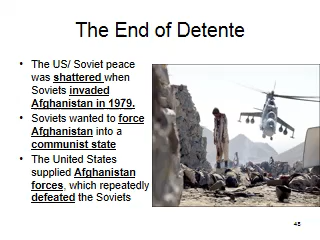 The End of Detente
• The US/ Soviet peace
was shattered when
Soviets invaded
Afghanistan in 1979.
• Soviets wanted to force
Afghanistan into a
communist state
• The United States
supplied Afghanistan
forces, which repeatedly
defeated the Soviets
45